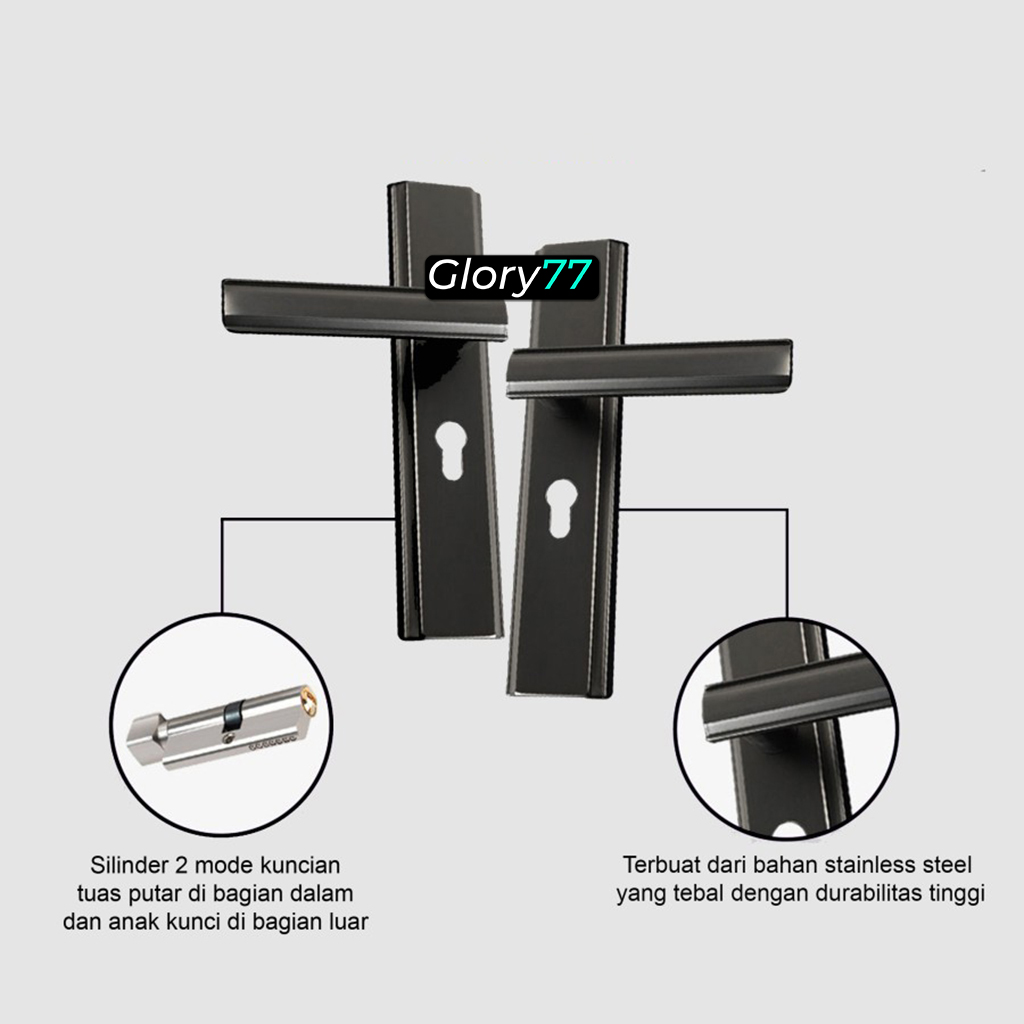 Glory77
Silinder 2 mode kuncian
tuas putar di bagian dalam
dan anak kunci di bagian luar
Terbuat dari bahan stainless steel
yang tebal dengan durabilitas tinggi